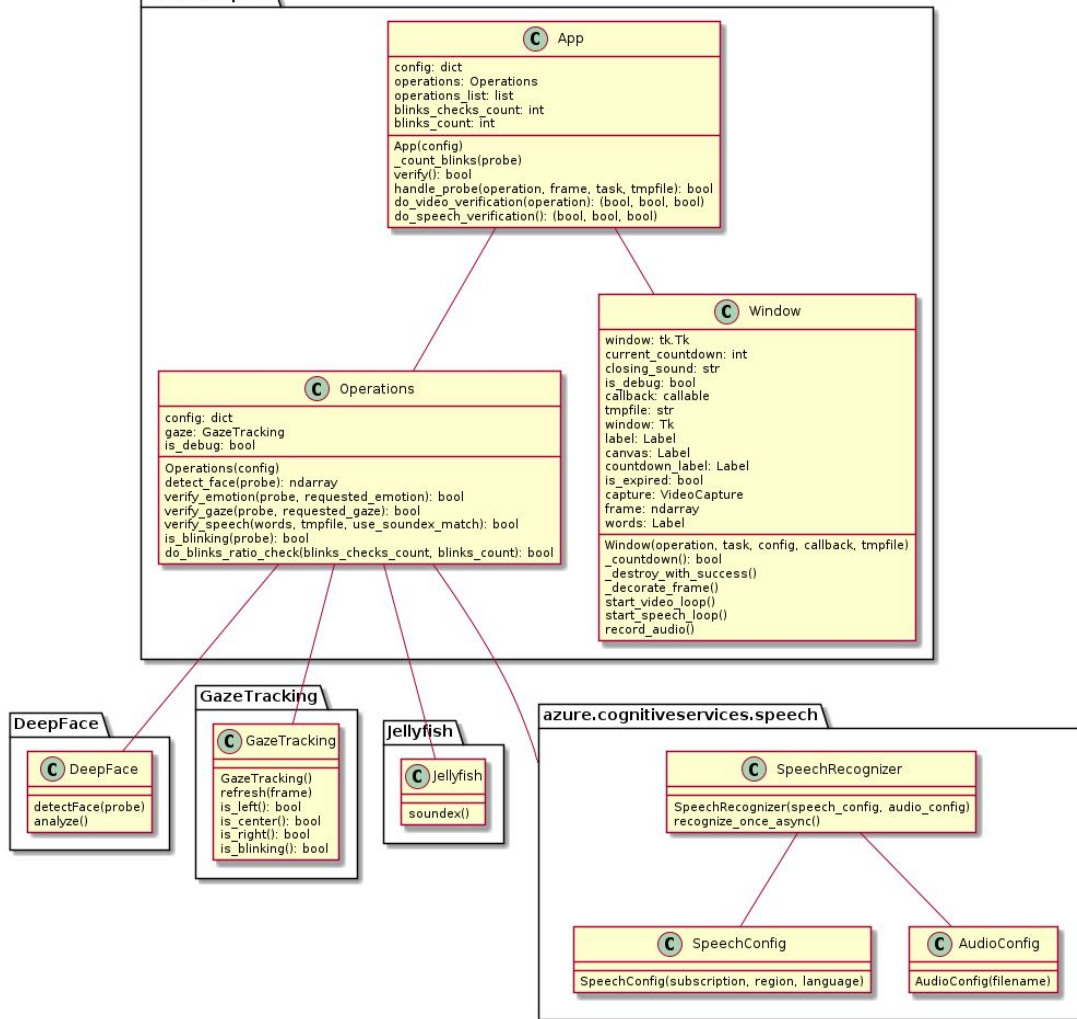 C App
config: dict
operations: Operations
operations_list: list
blinks_checks_count: int
blinks_count: int
App(config)
_count_blinks(probe)
verify(): bool
handle_probe(operation, frame, task, tmpfile): bool
do_video_verification(operation): (bool, bool, bool)
do_speech_verification(): (bool, bool, bool)
C Window
window: tk.Tk
current_countdown: int
closing_sound: str
is_debug: bool
callback: callable
tmpfile: str
window: Tk
label: Label
canvas: Label
countdown_label: Label
is_expired: bool
capture: VideoCapture
frame: ndarray
words: Label
Window(operation, task, config, callback, tmpfile)
_countdown(): bool
_destroy_with_success()
_decorate_frame()
start_video_loop()
start_speech_loop()
record_audio()
C Operations
config: dict
gaze: GazeTracking
is_debug: bool
Operations(config)
detect_face(probe): ndarray
verify_emotion(probe, requested_emotion): bool
verify_gaze(probe, requested_gaze): bool
verify_speech(words, tmpfile, use_soundex_match): bool
is_blinking(probe): bool
do_blinks_ratio_check(blinks_checks_count, blinks_count): bool
DeepFace
C DeepFace
detectFace(probe)
analyze()
GazeTracking
C GazeTracking
GazeTracking()
refresh(frame)
is_left(): bool
is_center(): bool
is_right(): bool
is_blinking(): bool
Jellyfish
C Jellyfish
soundex()
azure.cognitiveservices.speech
C SpeechRecognizer
SpeechRecognizer(speech_config, audio_config)
recognize_once_async()
C SpeechConfig
SpeechConfig(subscription, region, language)
C AudioConfig
AudioConfig(filename)